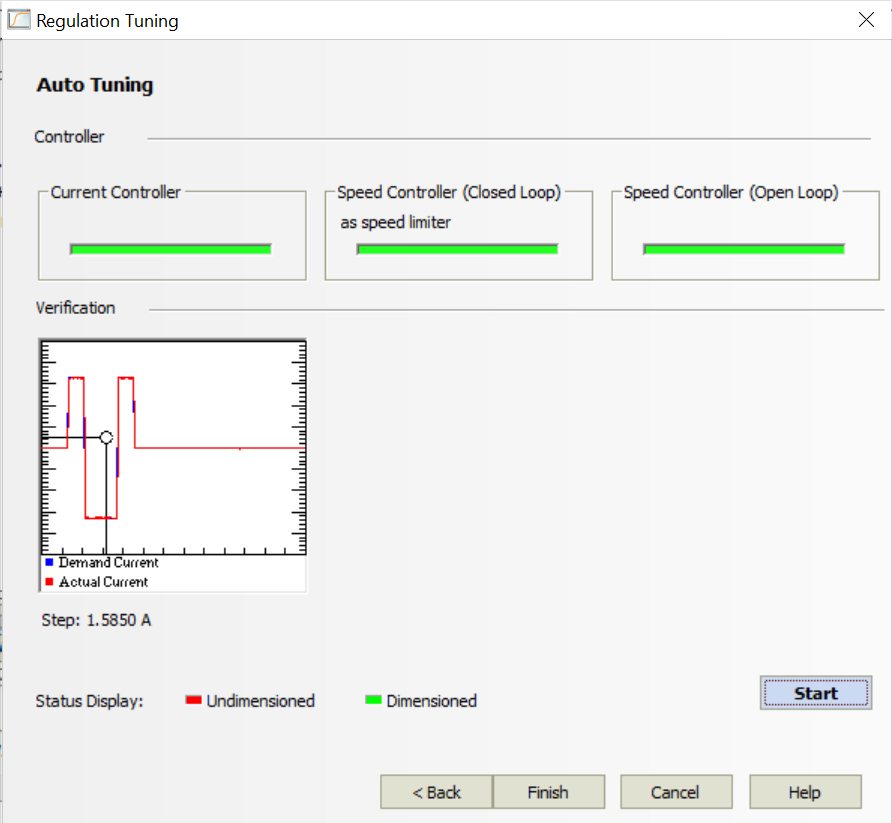 Regulation Tuning
Auto Tuning
Controller
Current Controller
Speed Controller (Closed Loop)
as speed limiter
Speed Controller (Open Loop)
Verification
Demand Current
Actual Current
Step: 1.5850 A
Status Display:
Undimensioned
Dimensioned
Start
< Back
Finish
Cancel
Help